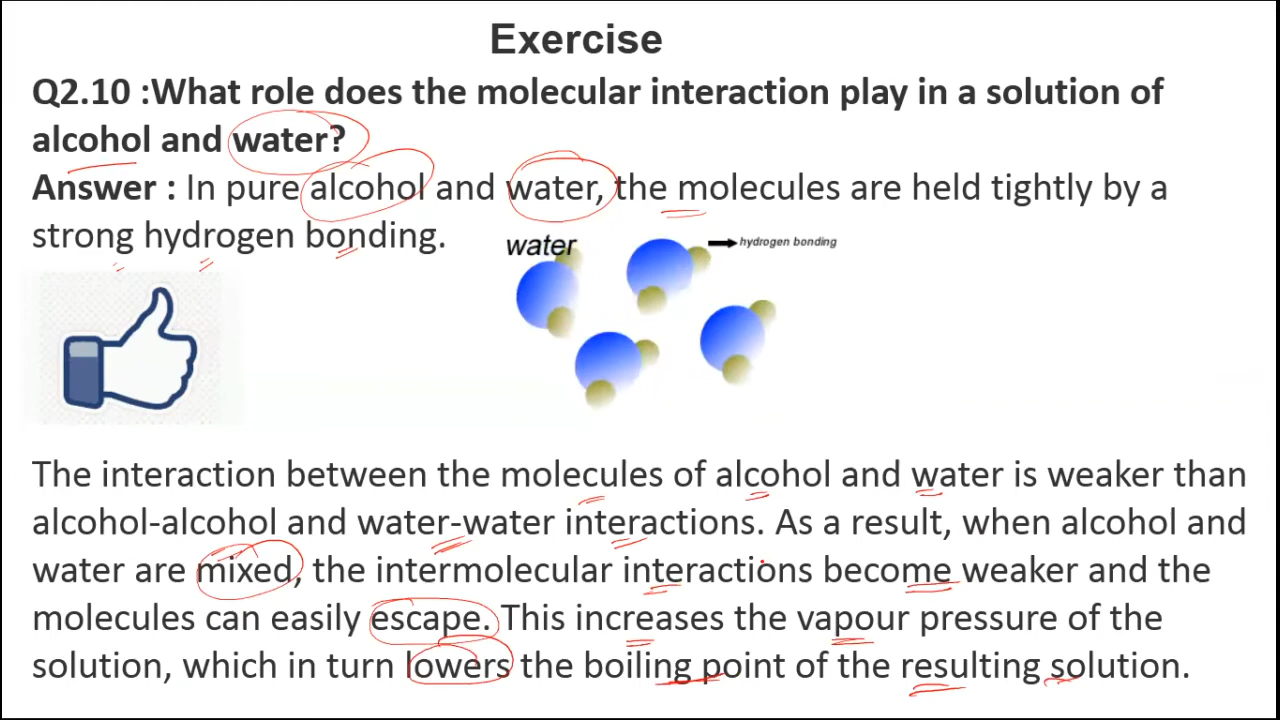 Exercise
Q2.10 :What role does the molecular interaction play in a solution of
alcohol and water?
Answer : In pure alcohol and water, the molecules are held tightly by a
strong hydrogen bonding.
water
hydrogen bonding
The interaction between the molecules of alcohol and water is weaker than
alcohol-alcohol and water-water interactions. As a result, when alcohol and
water are mixed, the intermolecular interactions become weaker and the
molecules can easily escape. This increases the vapour pressure of the
solution, which in turn lowers the boiling point of the resulting solution.